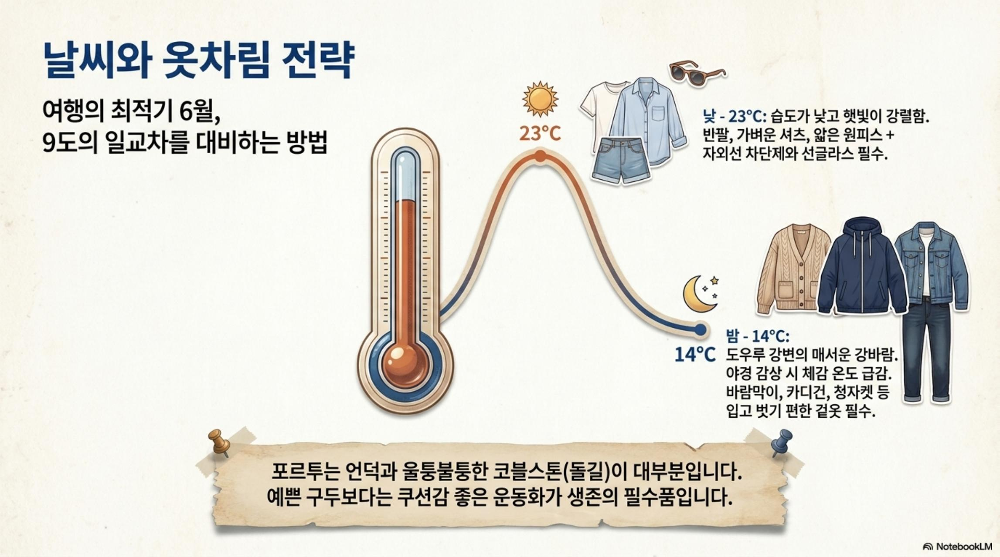 날씨와 옷차림 전략
여행의 최적기 6월,
9도의 일교차를 대비하는 방법
23°C
낮 - 23°C: 습도가 낮고 햇빛이 강렬함.
반팔, 가벼운 셔츠, 얇은 원피스 +
자외선 차단제와 선글라스 필수.
14°C
밤 - 14°C:
도우루 강변의 매서운 강바람.
야경 감상 시 체감 온도 급감.
바람막이, 카디건, 청자켓 등
입고 벗기 편한 겉옷 필수.
포르투는 언덕과 울퉁불퉁한 코블스톤(돌길)이 대부분입니다.
예쁜 구두보다는 쿠션감 좋은 운동화가 생존의 필수품입니다.
NotebookLM